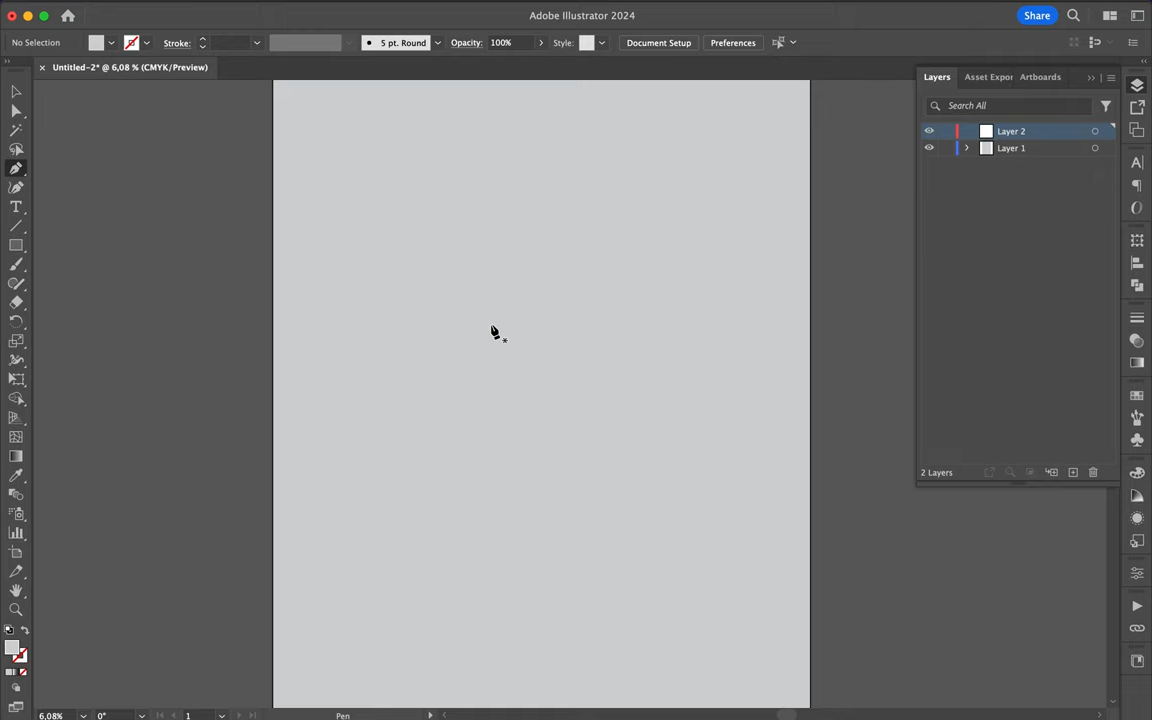 Adobe Illustrator 2024
Share
No Selection
Stroke:
5 pt. Round
Opacity:
100%
Style:
Document Setup
Preferences
Untitled-2* @ 6,08 % (CMYK/Preview)
Layers
Asset Expor
Artboards
Search All
Layer 2
Layer 1
2 Layers
6,08%
0°
1
Pen